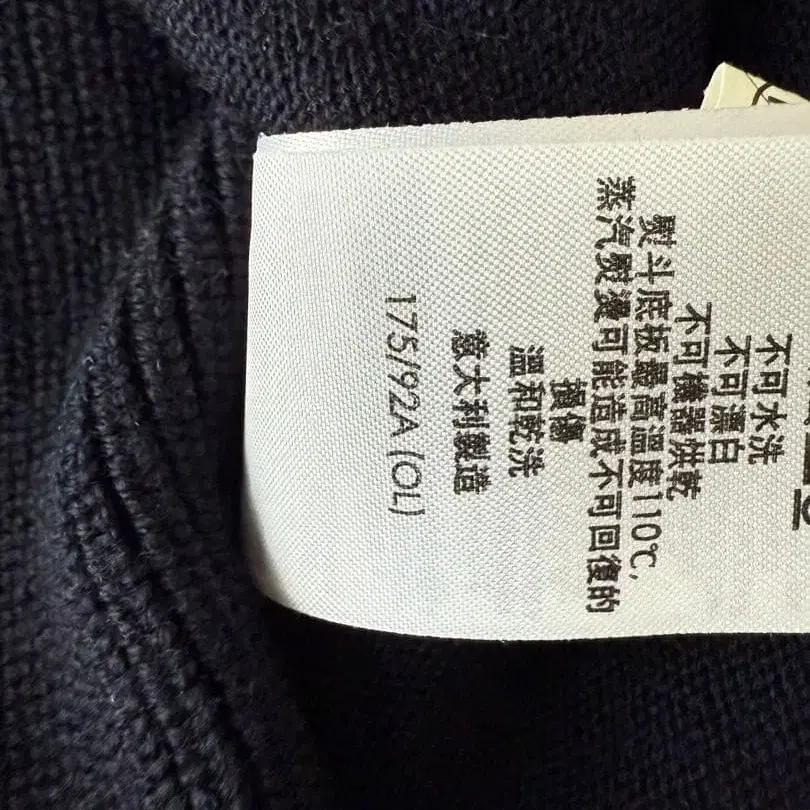 不可水洗
不可漂白
不可機器烘乾
熨斗底板最高溫度110℃,
蒸汽熨燙可能造成不可回復的
損傷
溫和乾洗
意大利製造
175/92A (OL)